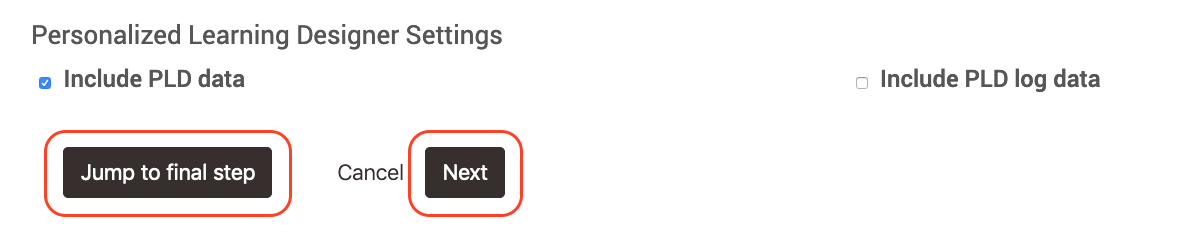 Personalized Learning Designer Settings
Include PLD data Include PLD log data
Jump to final step Cancel Next